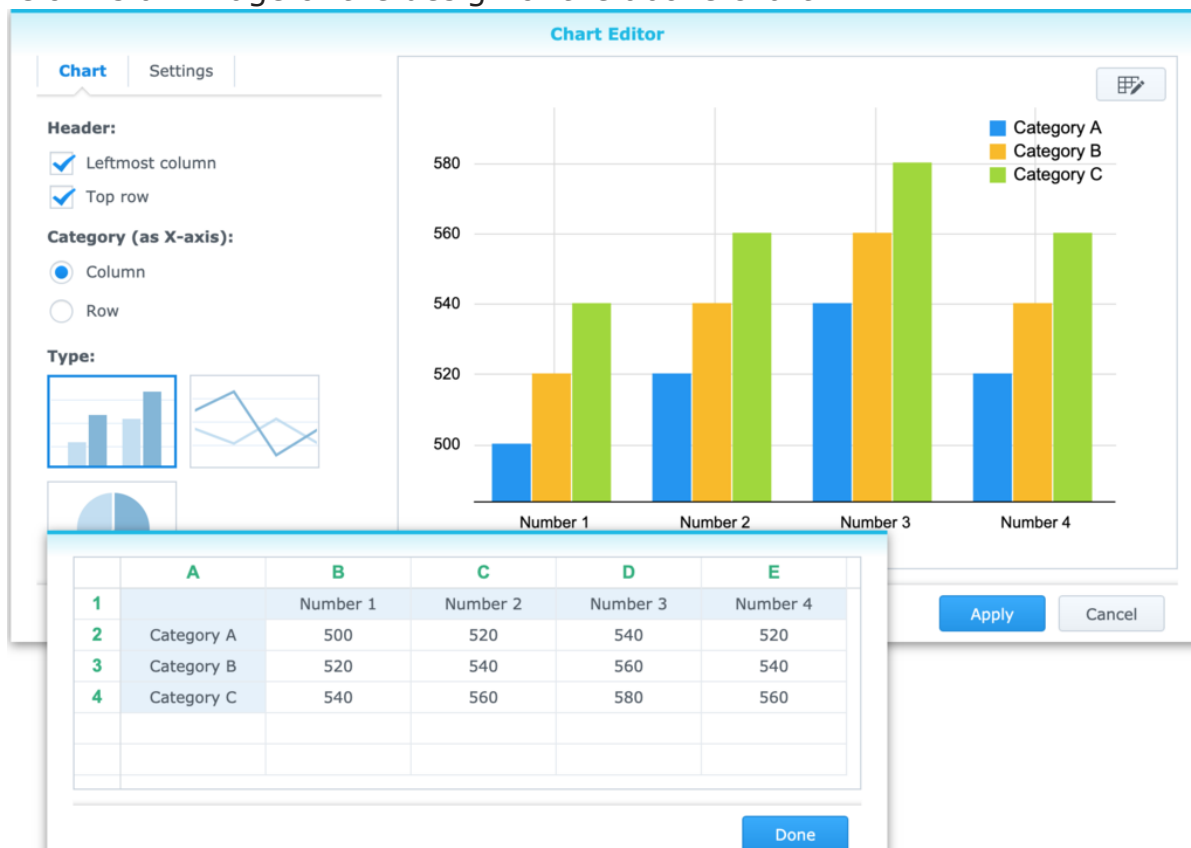 Chart Editor
Chart Settings
Header:
Leftmost column
Top row
Category (as X-axis):
Column
Row
Type:
Category A
Category B
Category C
580
560
540
520
500
Number 1 Number 2 Number 3 Number 4
A B C D E
1 Number 1 Number 2 Number 3 Number 4
2 Category A 500 520 540 520
3 Category B 520 540 560 540
4 Category C 540 560 580 560
Apply Cancel
Done